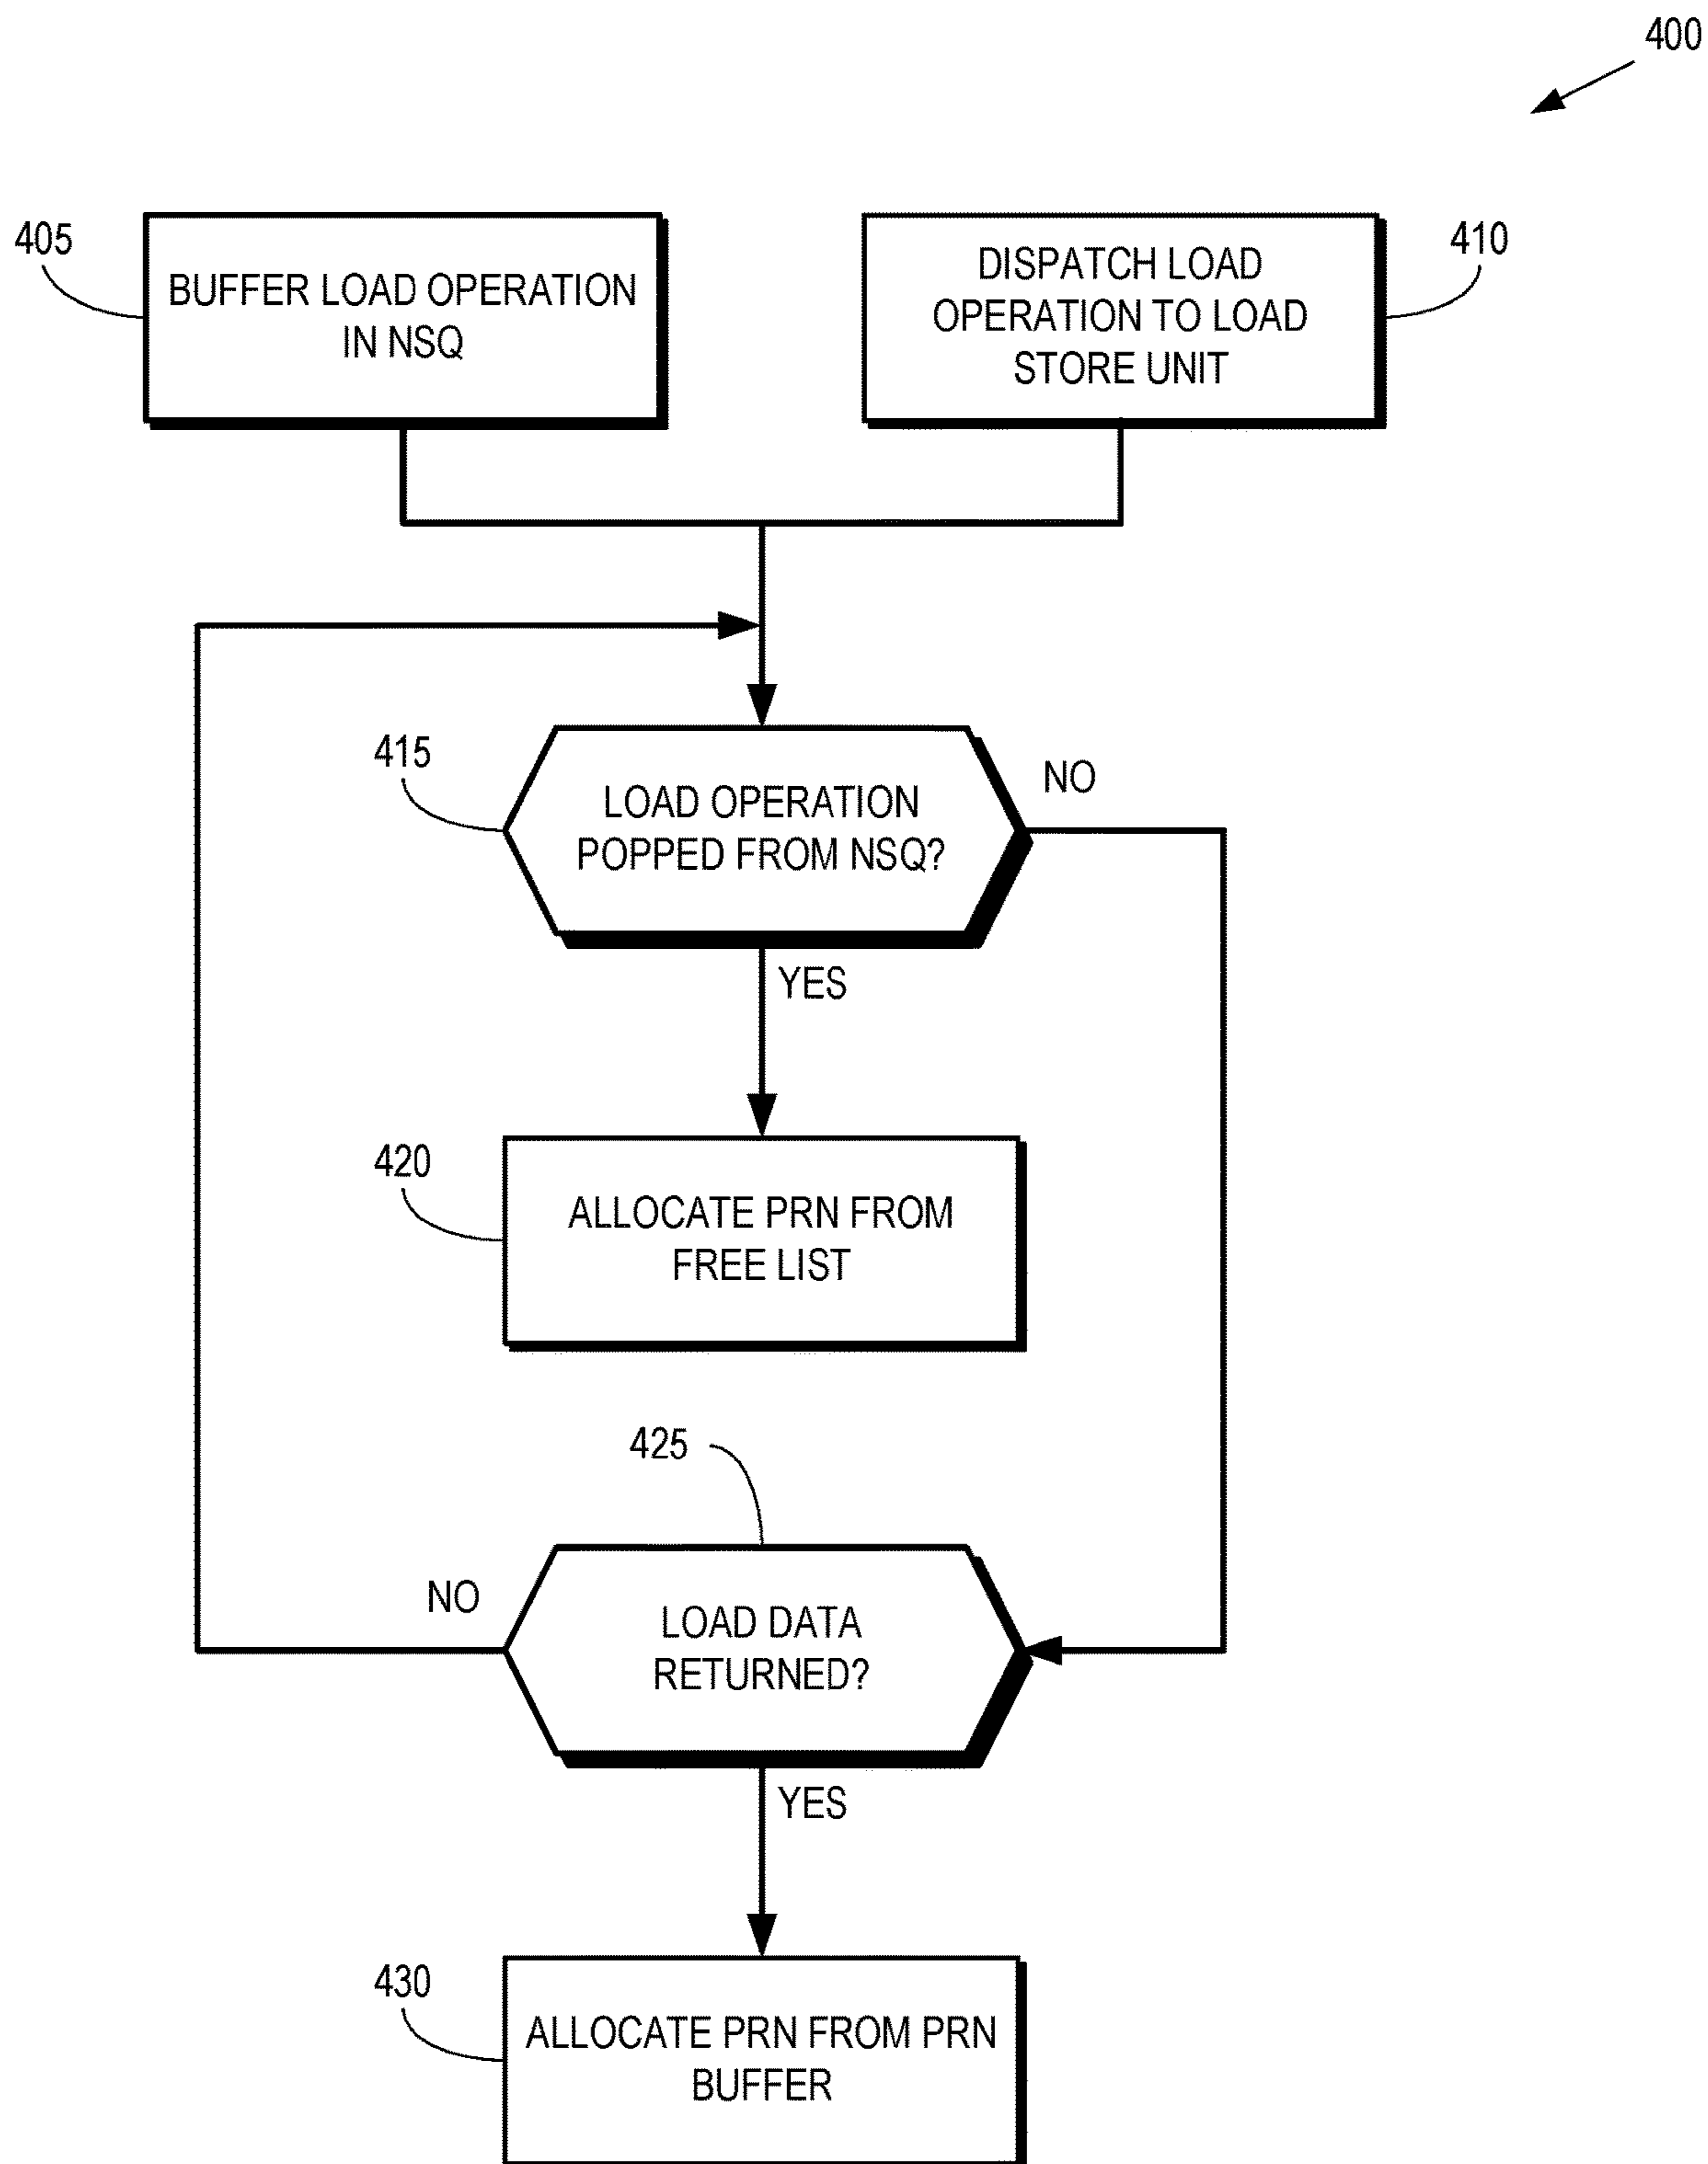 400
405
BUFFER LOAD OPERATION
IN NSQ
DISPATCH LOAD
OPERATION TO LOAD
STORE UNIT
410
415
LOAD OPERATION
POPPED FROM NSQ?
NO
YES
420
ALLOCATE PRN FROM
FREE LIST
425
NO
LOAD DATA
RETURNED?
YES
430
ALLOCATE PRN FROM PRN
BUFFER